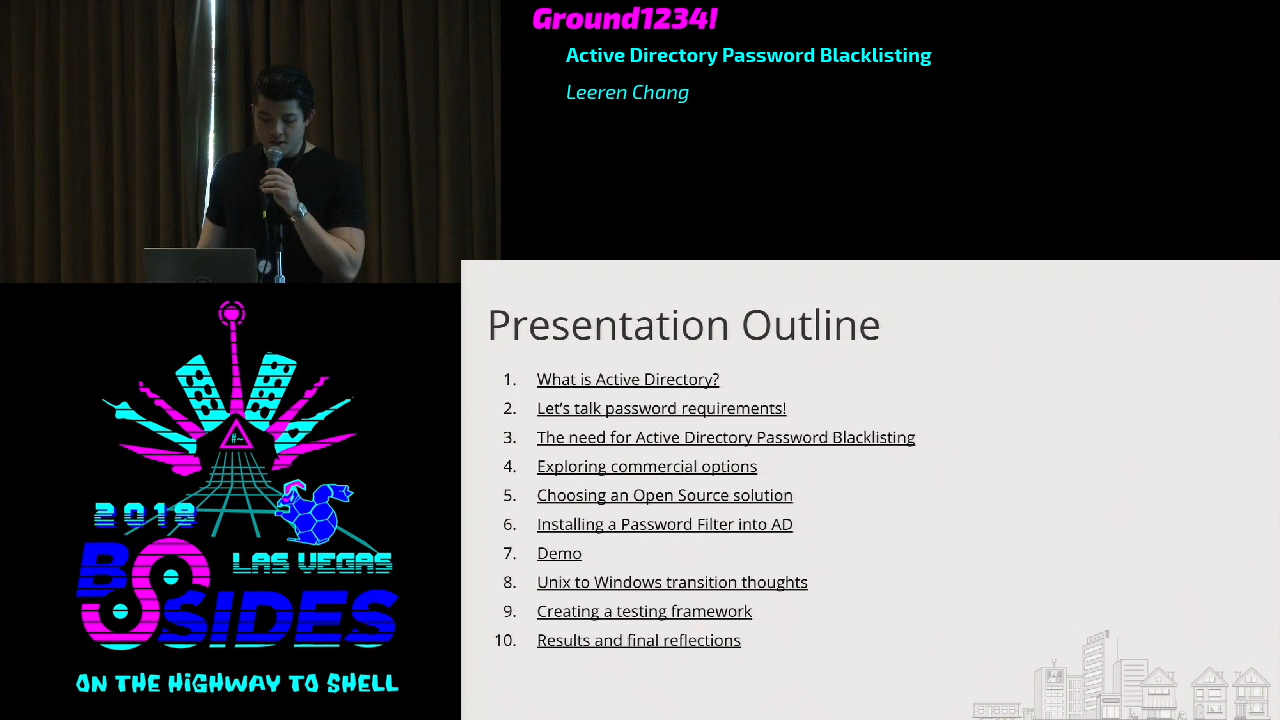 Ground1234!
Active Directory Password Blacklisting
Leeren Chang
Presentation Outline
1. What is Active Directory?
2. Let's talk password requirements!
3. The need for Active Directory Password Blacklisting
4. Exploring commercial options
5. Choosing an Open Source solution
6. Installing a Password Filter into AD
7. Demo
8. Unix to Windows transition thoughts
9. Creating a testing framework
10. Results and final reflections
#~
2018
LAS VEGAS
BSIDES
ON THE HIGHWAY TO SHELL